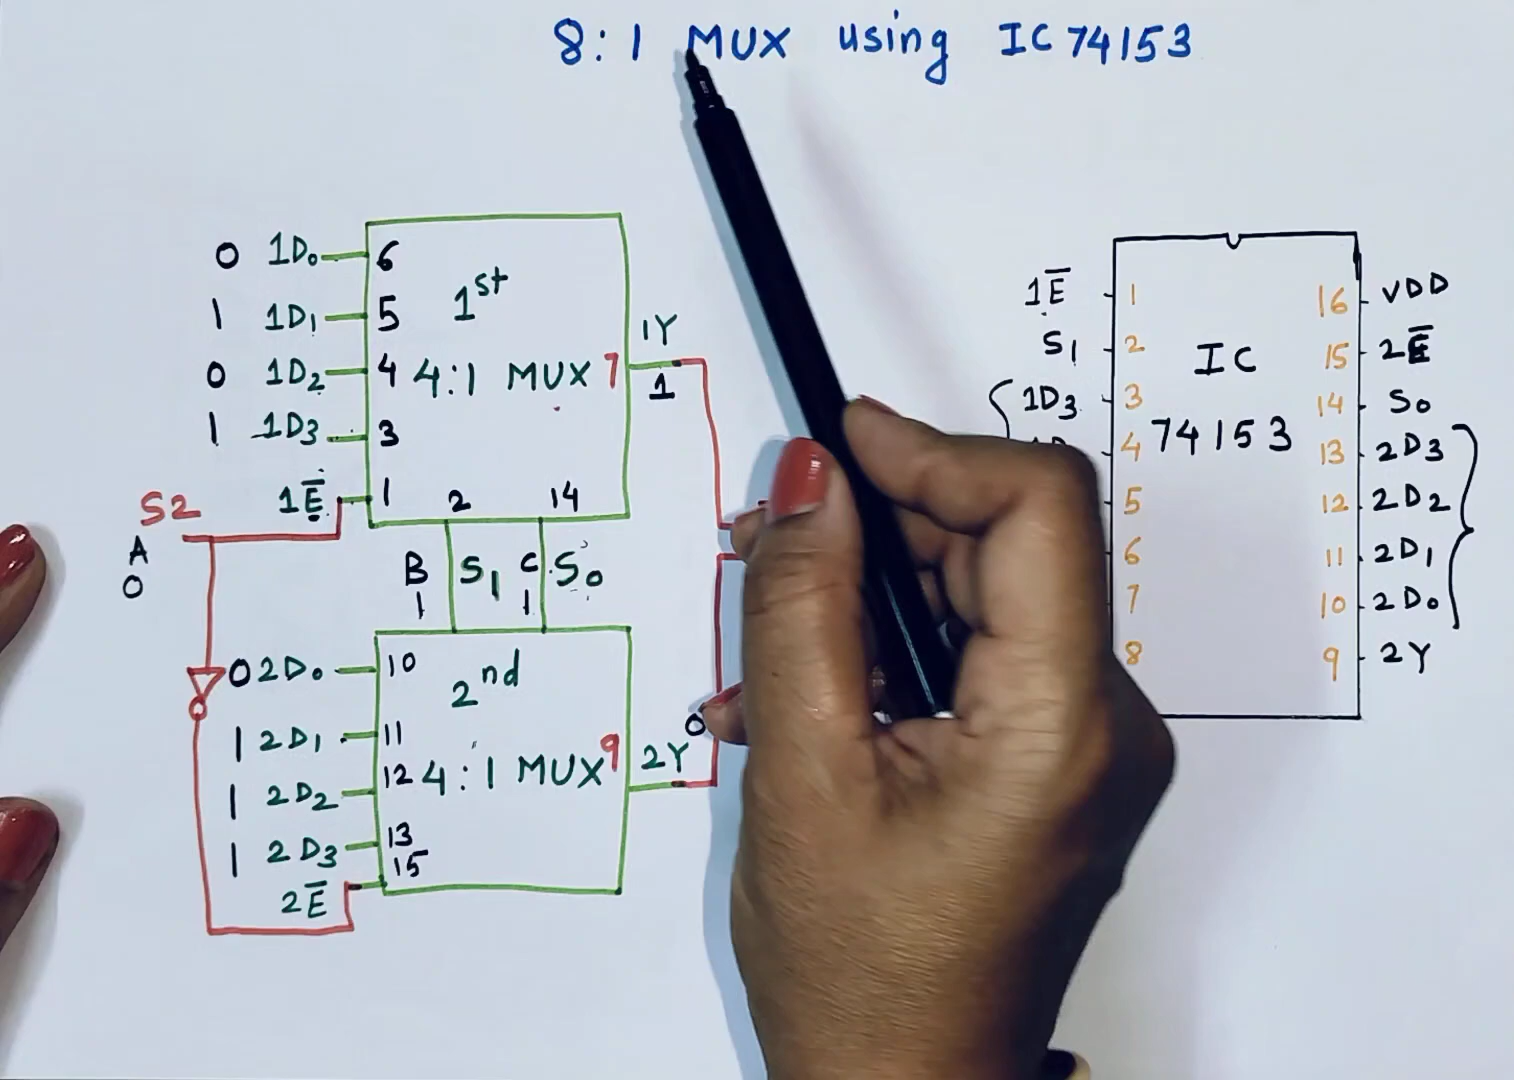 8:1 MUX using IC 74153
0 1D₀ 6
1 1D₁ 5
0 1D₂ 4
1 1D₃ 3
1E̅ 1
1st
4:1 MUX 7
2 14
1Y
1
S2
A
0
B S₁ C S₀
1 1
0 2D₀ 10
1 2D₁ 11
1 2D₂ 12
1 2D₃ 13
2E̅ 15
2nd
4:1 MUX 9
2Y
0
1E̅ 1
S₁ 2
1D₃ 3
4
5
6
7
8
IC
74153
16 VDD
15 2E̅
14 S₀
13 2D₃
12 2D₂
11 2D₁
10 2D₀
9 2Y